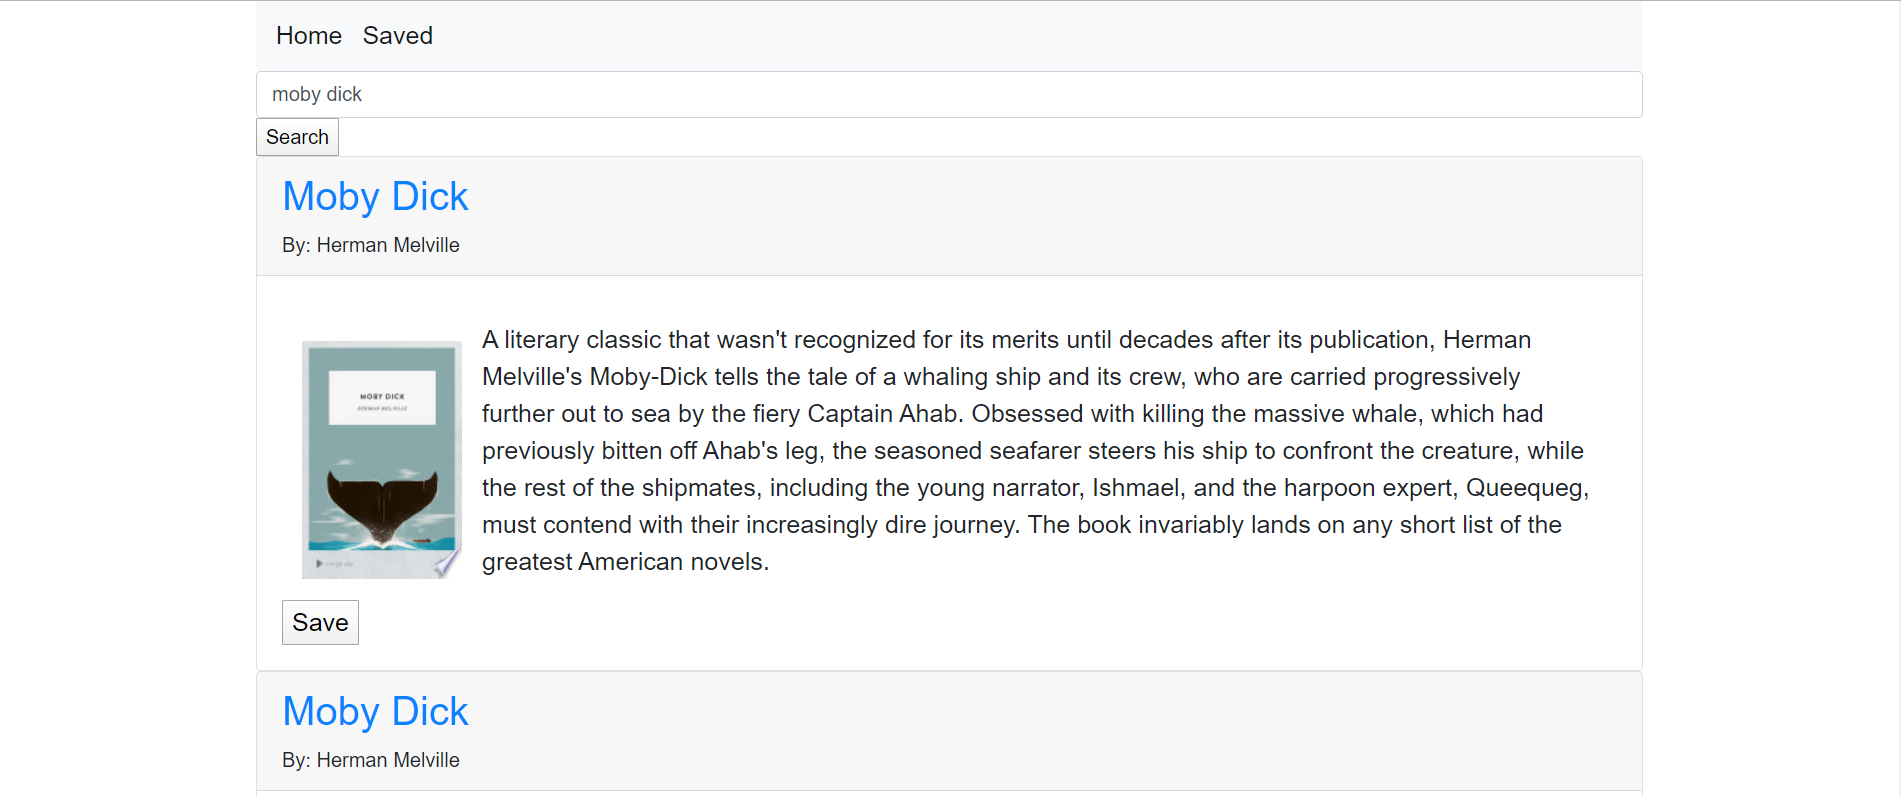 Home Saved
moby dick
Search
Moby Dick
By: Herman Melville
A literary classic that wasn't recognized for its merits until decades after its publication, Herman
Melville's Moby-Dick tells the tale of a whaling ship and its crew, who are carried progressively
further out to sea by the fiery Captain Ahab. Obsessed with killing the massive whale, which had
previously bitten off Ahab's leg, the seasoned seafarer steers his ship to confront the creature, while
the rest of the shipmates, including the young narrator, Ishmael, and the harpoon expert, Queequeg,
must contend with their increasingly dire journey. The book invariably lands on any short list of the
greatest American novels.
MOBY DICK
HERMAN MELVILLE
Save
Moby Dick
By: Herman Melville